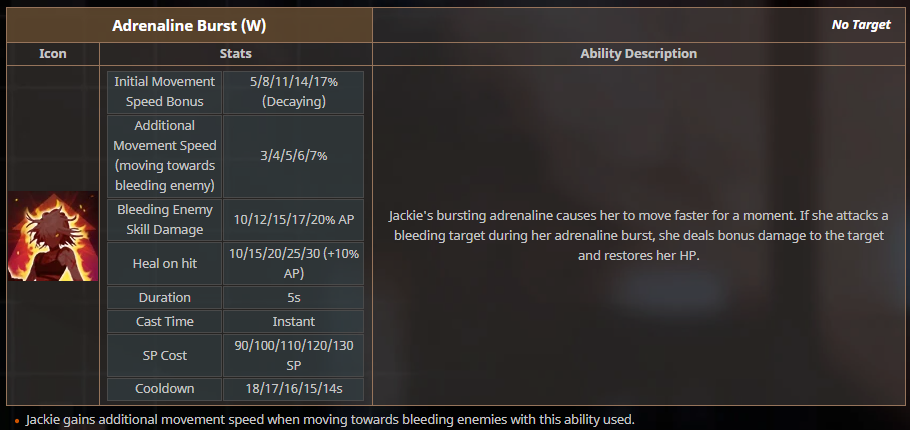 Adrenaline Burst (W)
No Target
Icon
Stats
Ability Description
Initial Movement
Speed Bonus
5/8/11/14/17%
(Decaying)
Additional
Movement Speed
(moving towards
bleeding enemy)
3/4/5/6/7%
Bleeding Enemy
Skill Damage
10/12/15/17/20% AP
Heal on hit
10/15/20/25/30 (+10%
AP)
Duration
5s
Cast Time
Instant
SP Cost
90/100/110/120/130
SP
Cooldown
18/17/16/15/14s
Jackie's bursting adrenaline causes her to move faster for a moment. If she attacks a
bleeding target during her adrenaline burst, she deals bonus damage to the target
and restores her HP.
• Jackie gains additional movement speed when moving towards bleeding enemies with this ability used.